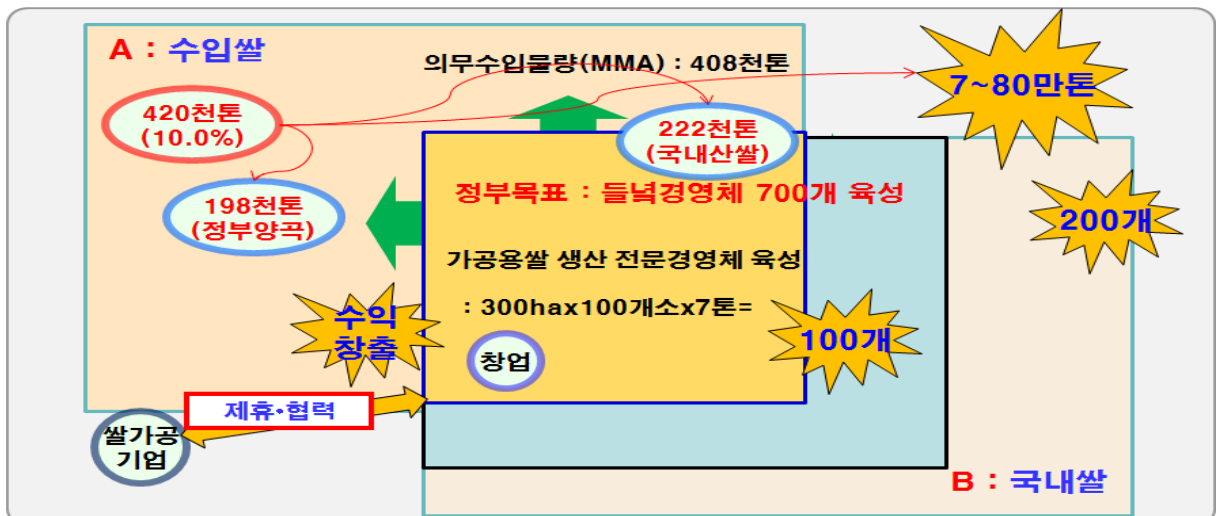 A : 수입쌀
의무수입물량(MMA) : 408천톤
7~80만톤
420천톤
(10.0%)
222천톤
(국내산쌀)
198천톤
(정부양곡)
정부목표 : 들녘경영체 700개 육성
200개
가공용쌀 생산 전문경영체 육성
: 300hax100개소x7톤=
수익
창출
100개
창업
제휴·협력
쌀가공
기업
B : 국내쌀